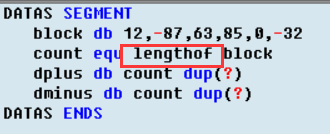 DATAS SEGMENT
block db 12,-87,63,85,0,-32
count equ lengthof block
dplus db count dup(?)
dminus db count dup(?)
DATAS ENDS